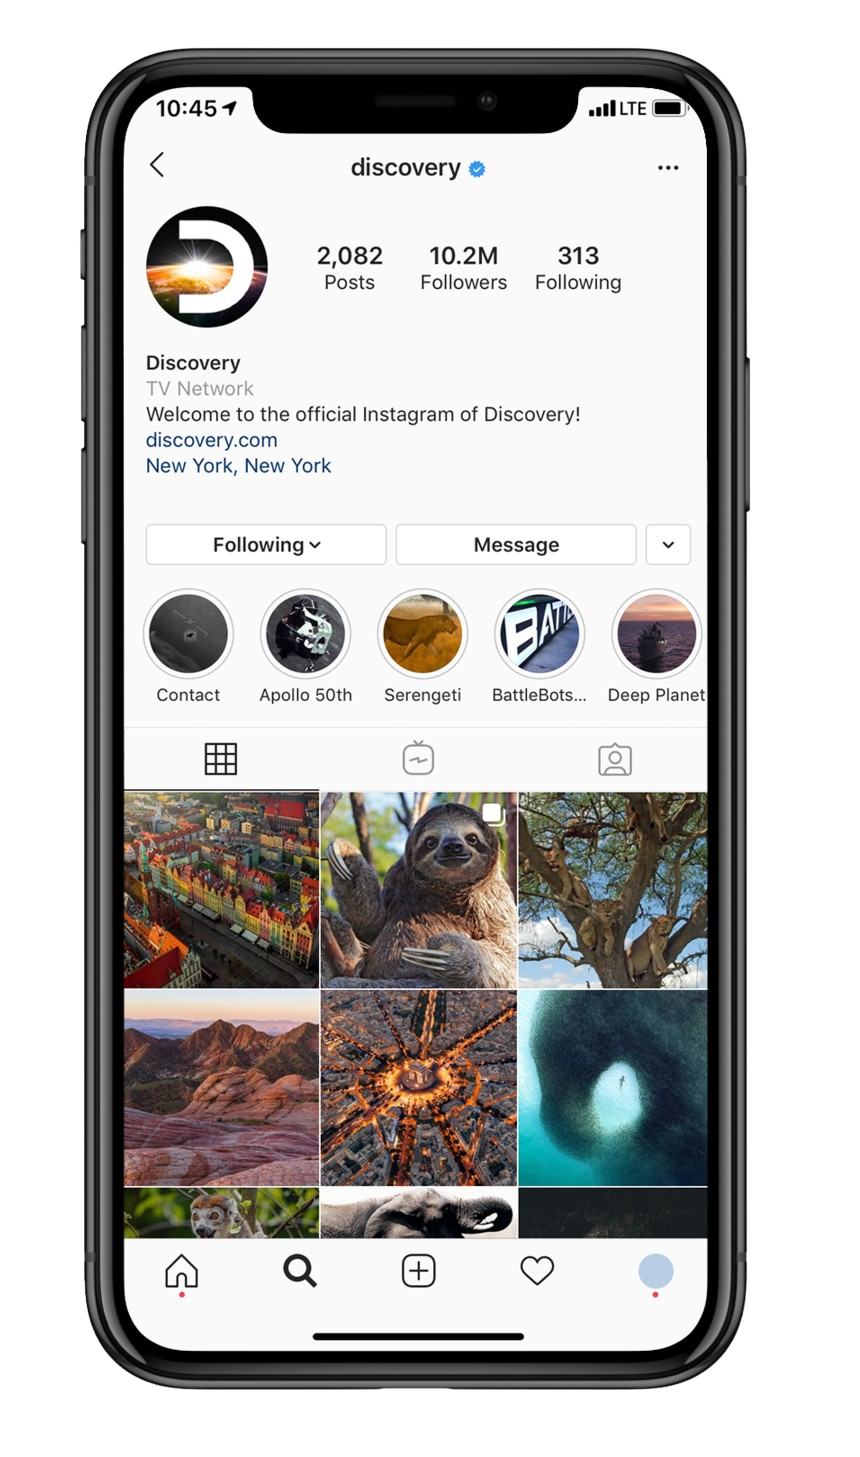 10:45 LTE
discovery
2,082 10.2M 313
Posts Followers Following
Discovery
TV Network
Welcome to the official Instagram of Discovery!
discovery.com
New York, New York
Following Message
BATTL
Contact Apollo 50th Serengeti BattleBots... Deep Planet